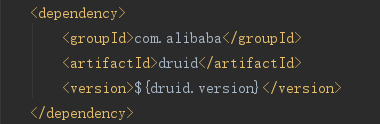 <dependency>
<groupId>com.alibaba</groupId>
<artifactId>druid</artifactId>
<version>${druid.version}</version>
</dependency>